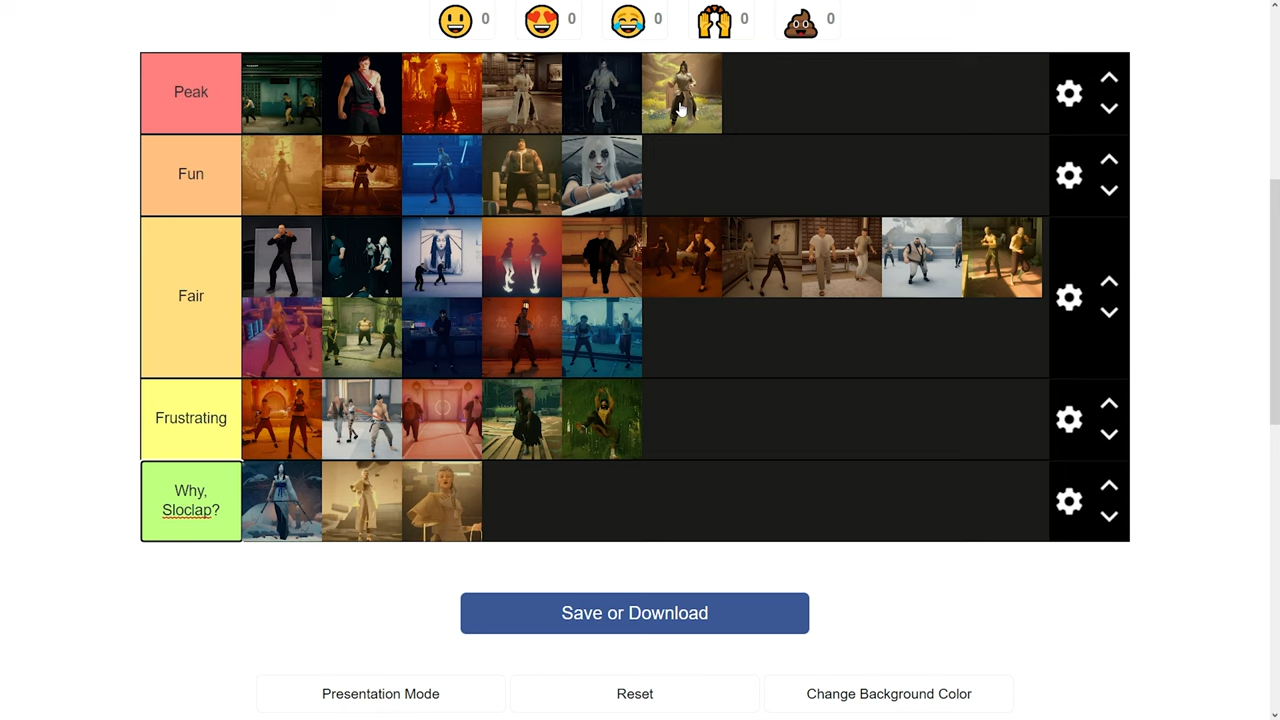 0 0 0 0 0
Peak
Fun
Fair
Frustrating
Why,
Sloclap?
Save or Download
Presentation Mode Reset Change Background Color